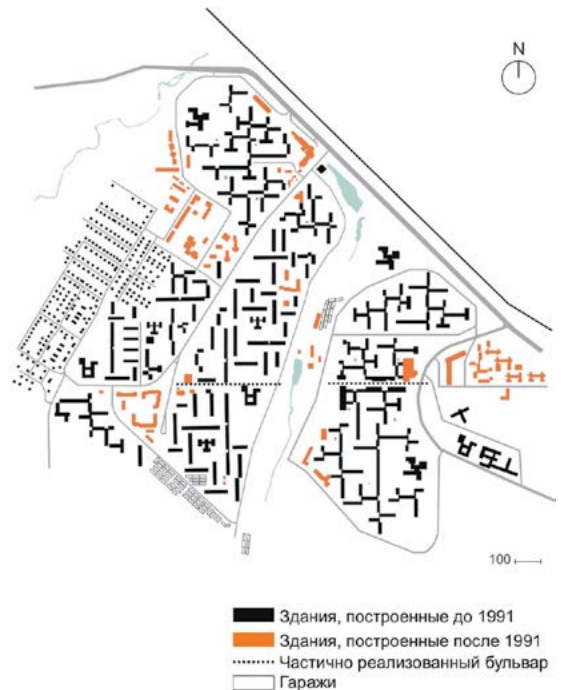 N
100
Здания, построенные до 1991
Здания, построенные после 1991
Частично реализованный бульвар
Гаражи